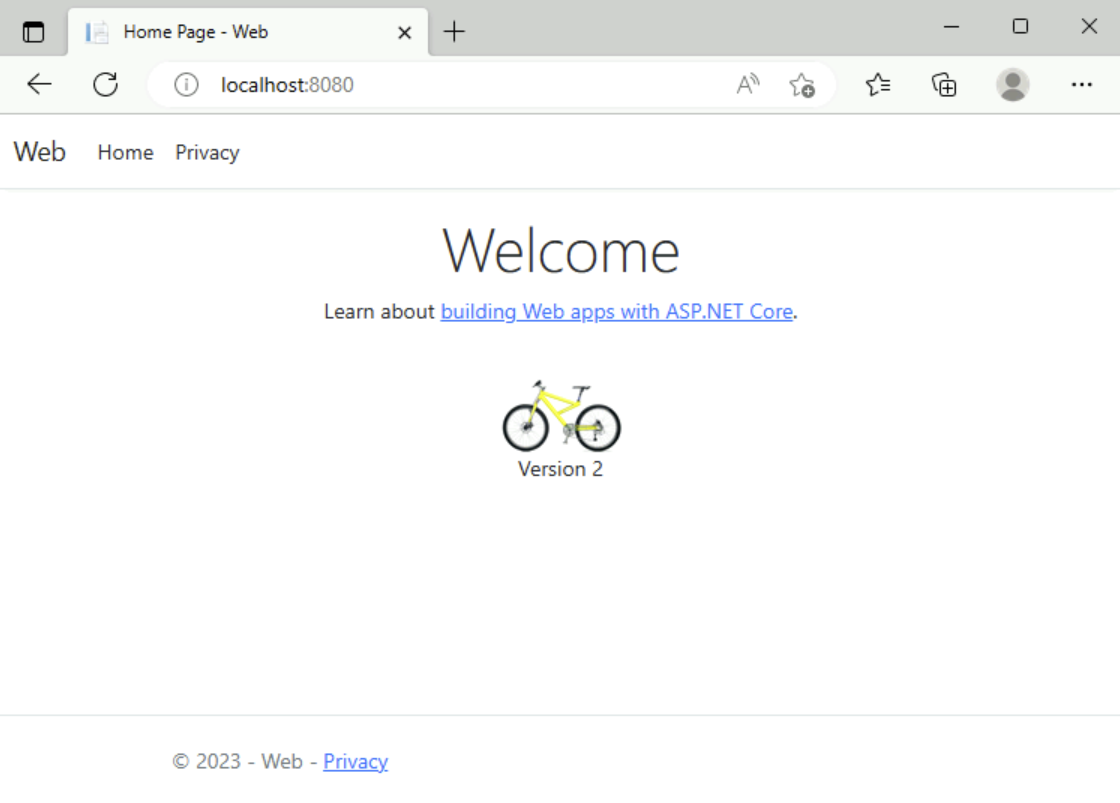 Home Page - Web
localhost:8080
Web Home Privacy
Welcome
Learn about building Web apps with ASP.NET Core.
Version 2
© 2023 - Web - Privacy